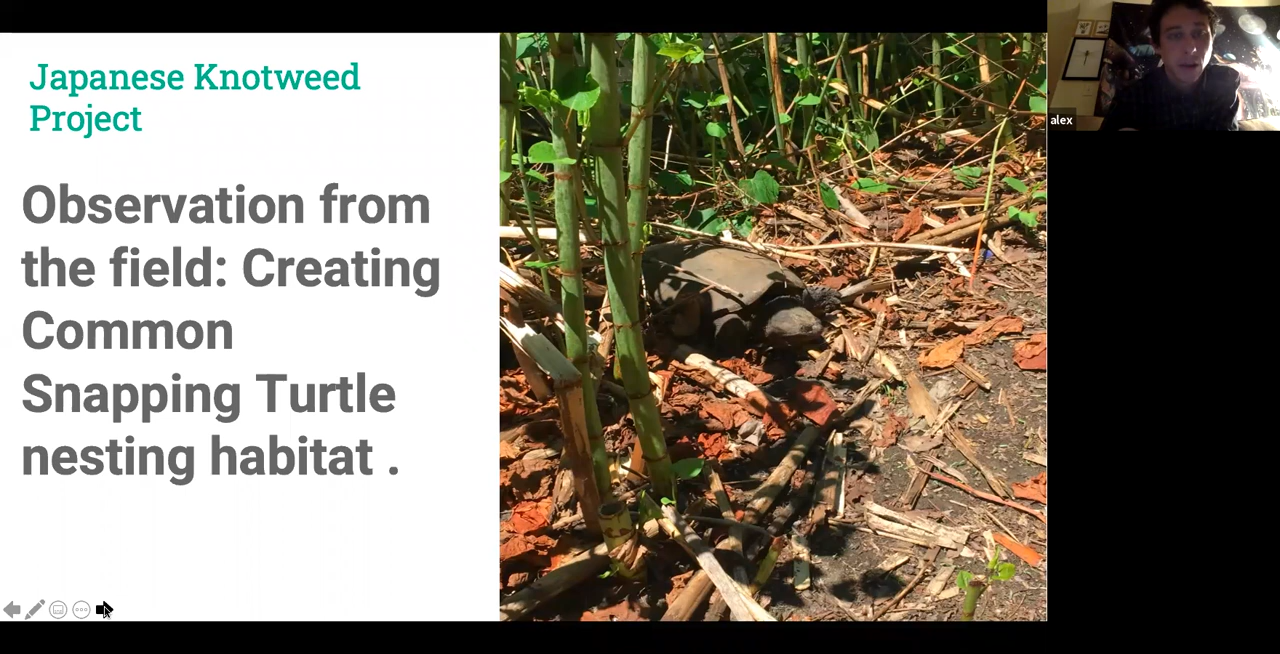 Japanese Knotweed
Project
Observation from
the field: Creating
Common
Snapping Turtle
nesting habitat .
alex